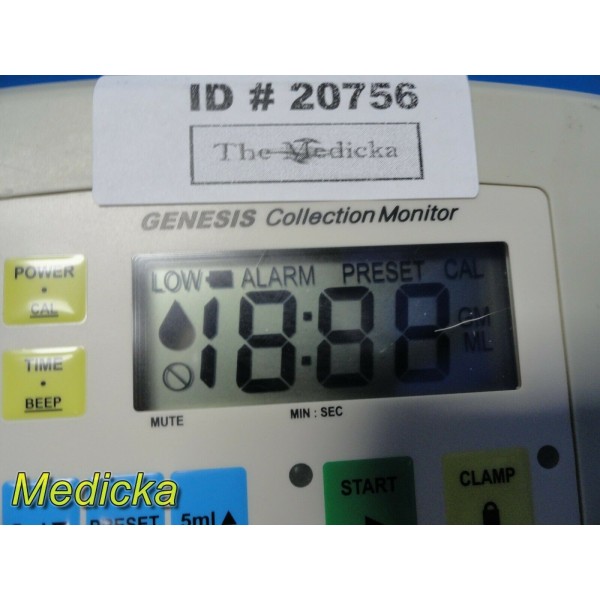 ID # 20756
The Medicka
GENESIS Collection Monitor
POWER
CAL
LOW ALARM PRESET CAL
18:88
GM
ML
TIME
BEEP
MUTE
MIN : SEC
START
CLAMP
Medicka
PRESET
5ml